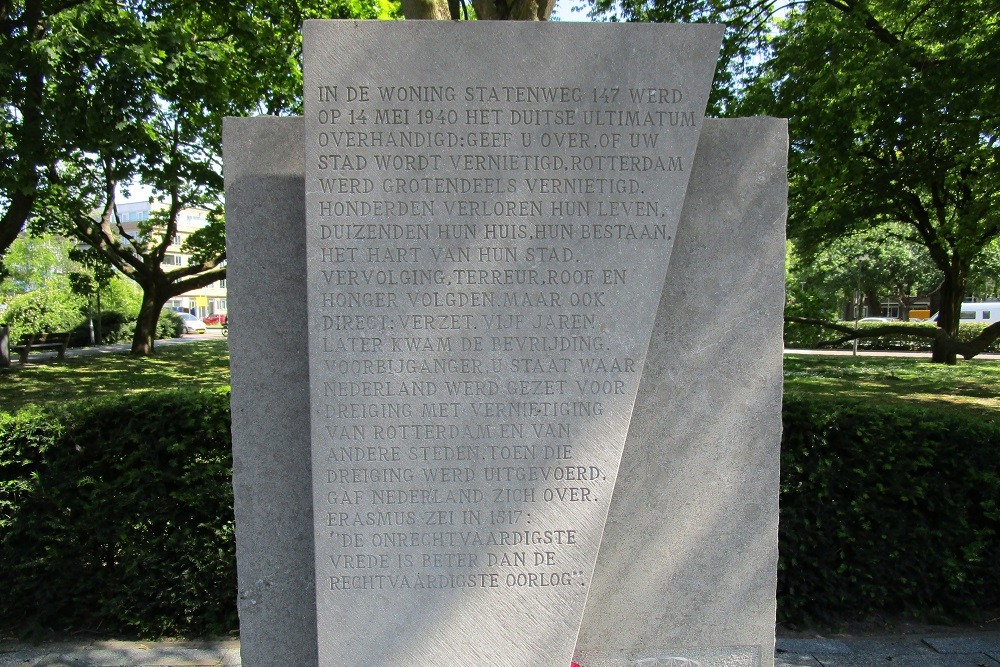 IN DE WONING STATENWEG 147 WERD
OP 14 MEI 1940 HET DUITSE ULTIMATUM
OVERHANDIGD: GEEF U OVER, OF UW
STAD WORDT VERNIETIGD. ROTTERDAM
WERD GROTENDEELS VERNIETIGD.
HONDERDEN VERLOREN HUN LEVEN,
DUIZENDEN HUN HUIS, HUN BESTAAN,
HET HART VAN HUN STAD.
VERVOLGING, TERREUR, ROOF EN
HONGER VOLGDEN. MAAR OOK
DIRECT: VERZET. VIJF JAREN
LATER KWAM DE BEVRIJDING.
VOORBIJGANGER, U STAAT WAAR
NEDERLAND WERD GEZET VOOR
DREIGING MET VERNIETIGING
VAN ROTTERDAM EN VAN
ANDERE STEDEN. TOEN DIE
DREIGING WERD UITGEVOERD,
GAF NEDERLAND ZICH OVER.
ERASMUS ZEI IN 1517:
"DE ONRECHTVAARDIGSTE
VREDE IS BETER DAN DE
RECHTVAARDIGSTE OORLOG".